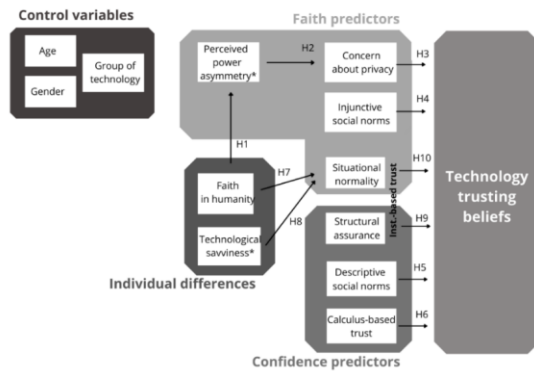 Control variables
Age
Group of
technology
Gender
Faith predictors
Perceived
power
asymmetry*
H2
Concern
about privacy
H3
Injunctive
social norms
H4
H1
H7
Situational
normality
H10
Faith
in humanity
H8
Technological
savviness*
Individual differences
Inst.-based trust
Structural
assurance
H9
Descriptive
social norms
H5
Calculus-based
trust
H6
Confidence predictors
Technology
trusting
beliefs